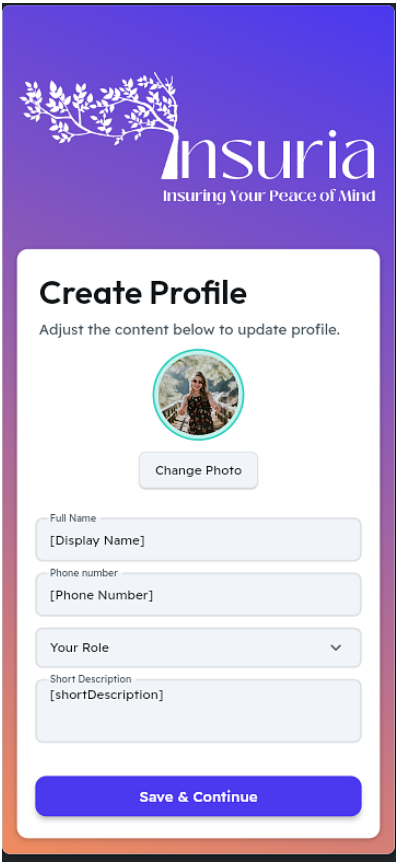 Insuria
Insuring Your Peace of Mind
Create Profile
Adjust the content below to update profile.
Change Photo
Full Name
[Display Name]
Phone number
[Phone Number]
Your Role
Short Description
[shortDescription]
Save & Continue